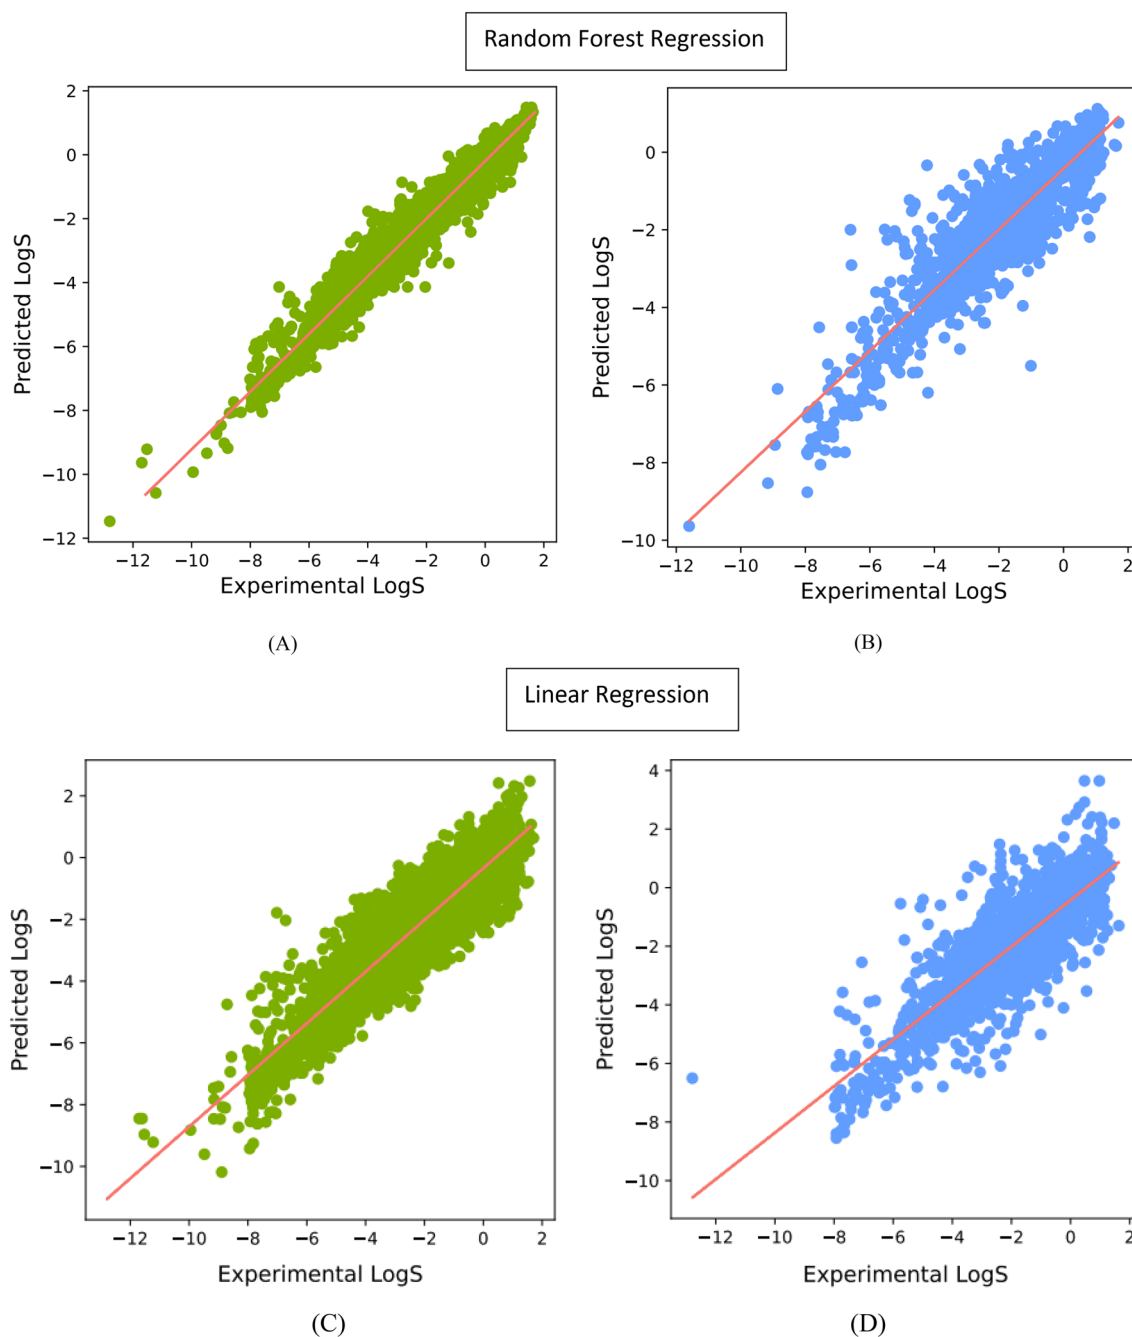 Random Forest Regression
2
0
−2
−4
−6
−8
−10
−12
Predicted LogS
−12 −10 −8 −6 −4 −2 0 2
Experimental LogS
(A)
0
−2
−4
−6
−8
−10
Predicted LogS
−12 −10 −8 −6 −4 −2 0 2
Experimental LogS
(B)
Linear Regression
2
0
−2
−4
−6
−8
−10
Predicted LogS
−12 −10 −8 −6 −4 −2 0 2
Experimental LogS
(C)
4
2
0
−2
−4
−6
−8
−10
Predicted LogS
−12 −10 −8 −6 −4 −2 0 2
Experimental LogS
(D)